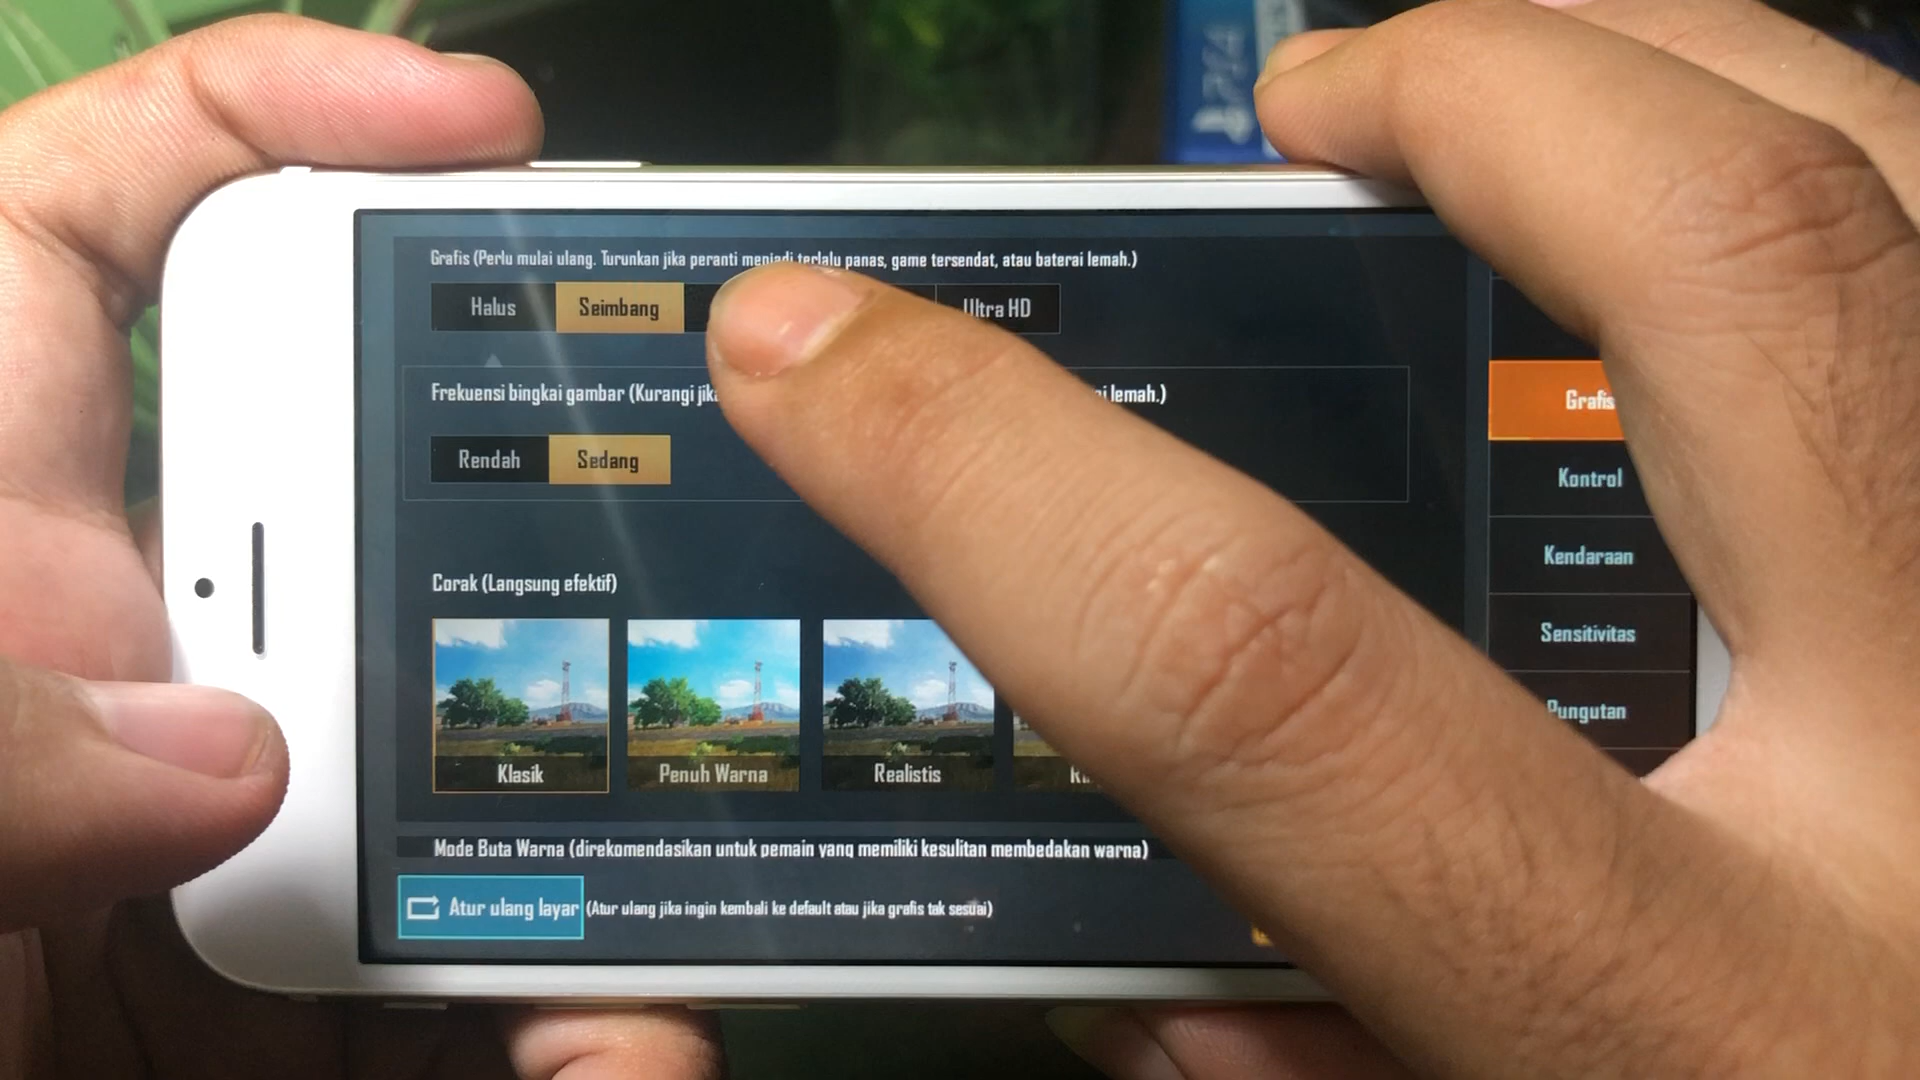 Grafis (Perlu mulai ulang. Turunkan jika peranti menjadi terlalu panas, game tersendat, atau baterai lemah.)
Halus Seimbang Ultra HD
Frekuensi bingkai gambar (Kurangi jika lemah.)
Rendah Sedang
Corak (Langsung efektif)
Klasik Penuh Warna Realistis
Mode Buta Warna (direkomendasikan untuk pemain yang memiliki kesulitan membedakan warna)
Atur ulang layar (Atur ulang jika ingin kembali ke default atau jika grafis tak sesuai)
Grafis
Kontrol
Kendaraan
Sensitivitas
Pungutan
PS4